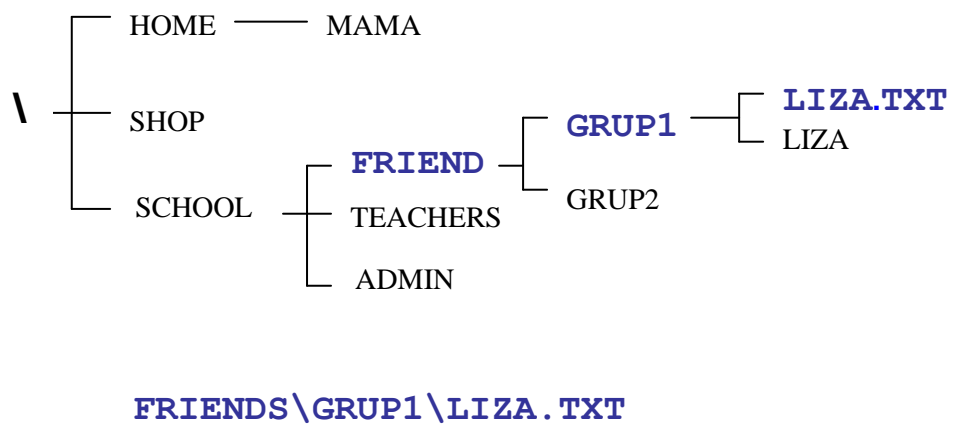 HOME MAMA
\ SHOP
SCHOOL
FRIEND
TEACHERS
ADMIN
GRUP1
GRUP2
LIZA.TXT
LIZA
FRIENDS\GRUP1\LIZA.TXT